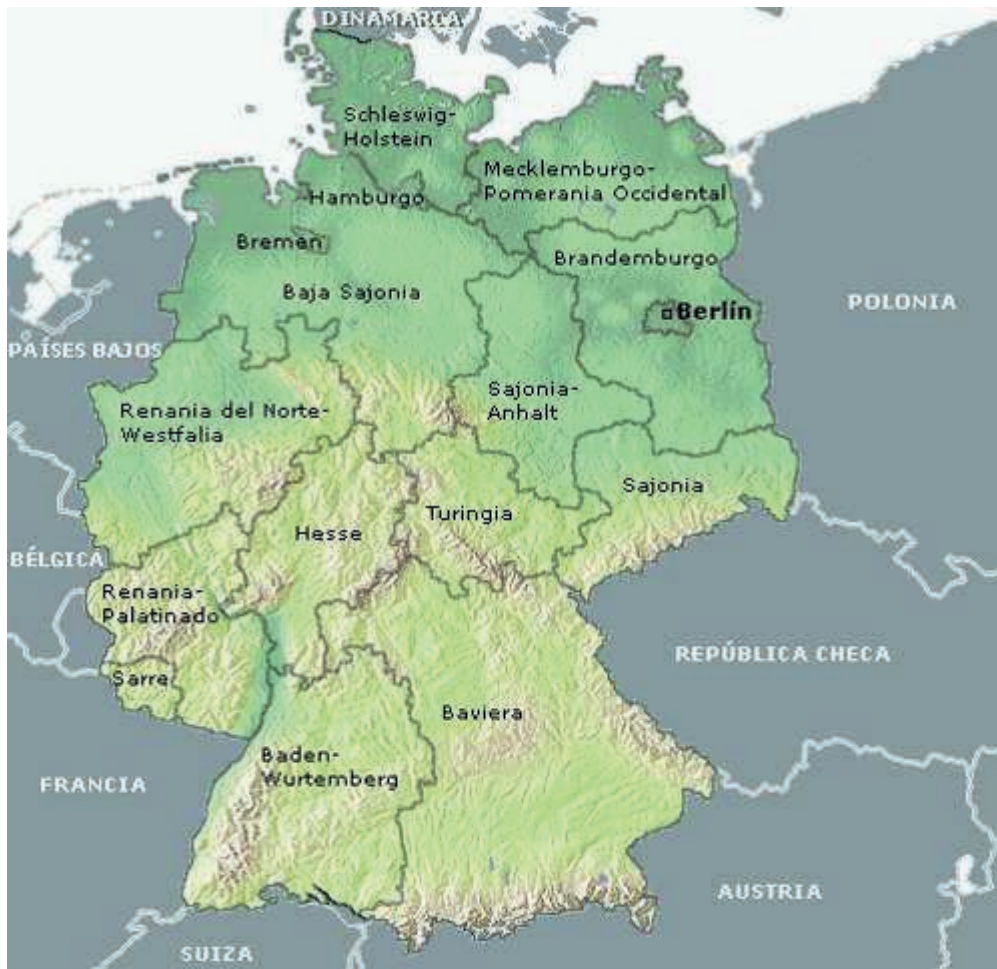 DINAMARCA
Schleswig-
Holstein
Mecklemburgo-
Pomerania Occidental
Hamburgo
Bremen
Brandemburgo
Baja Sajonia
POLONIA
Berlín
PAÍSES BAJOS
Sajonia-
Anhalt
Renania del Norte-
Westfalia
Sajonia
Turingia
Hesse
BÉLGICA
Renania-
Palatinado
REPÚBLICA CHECA
Sarre
Baviera
Baden-
Wurtemberg
FRANCIA
AUSTRIA
SUIZA